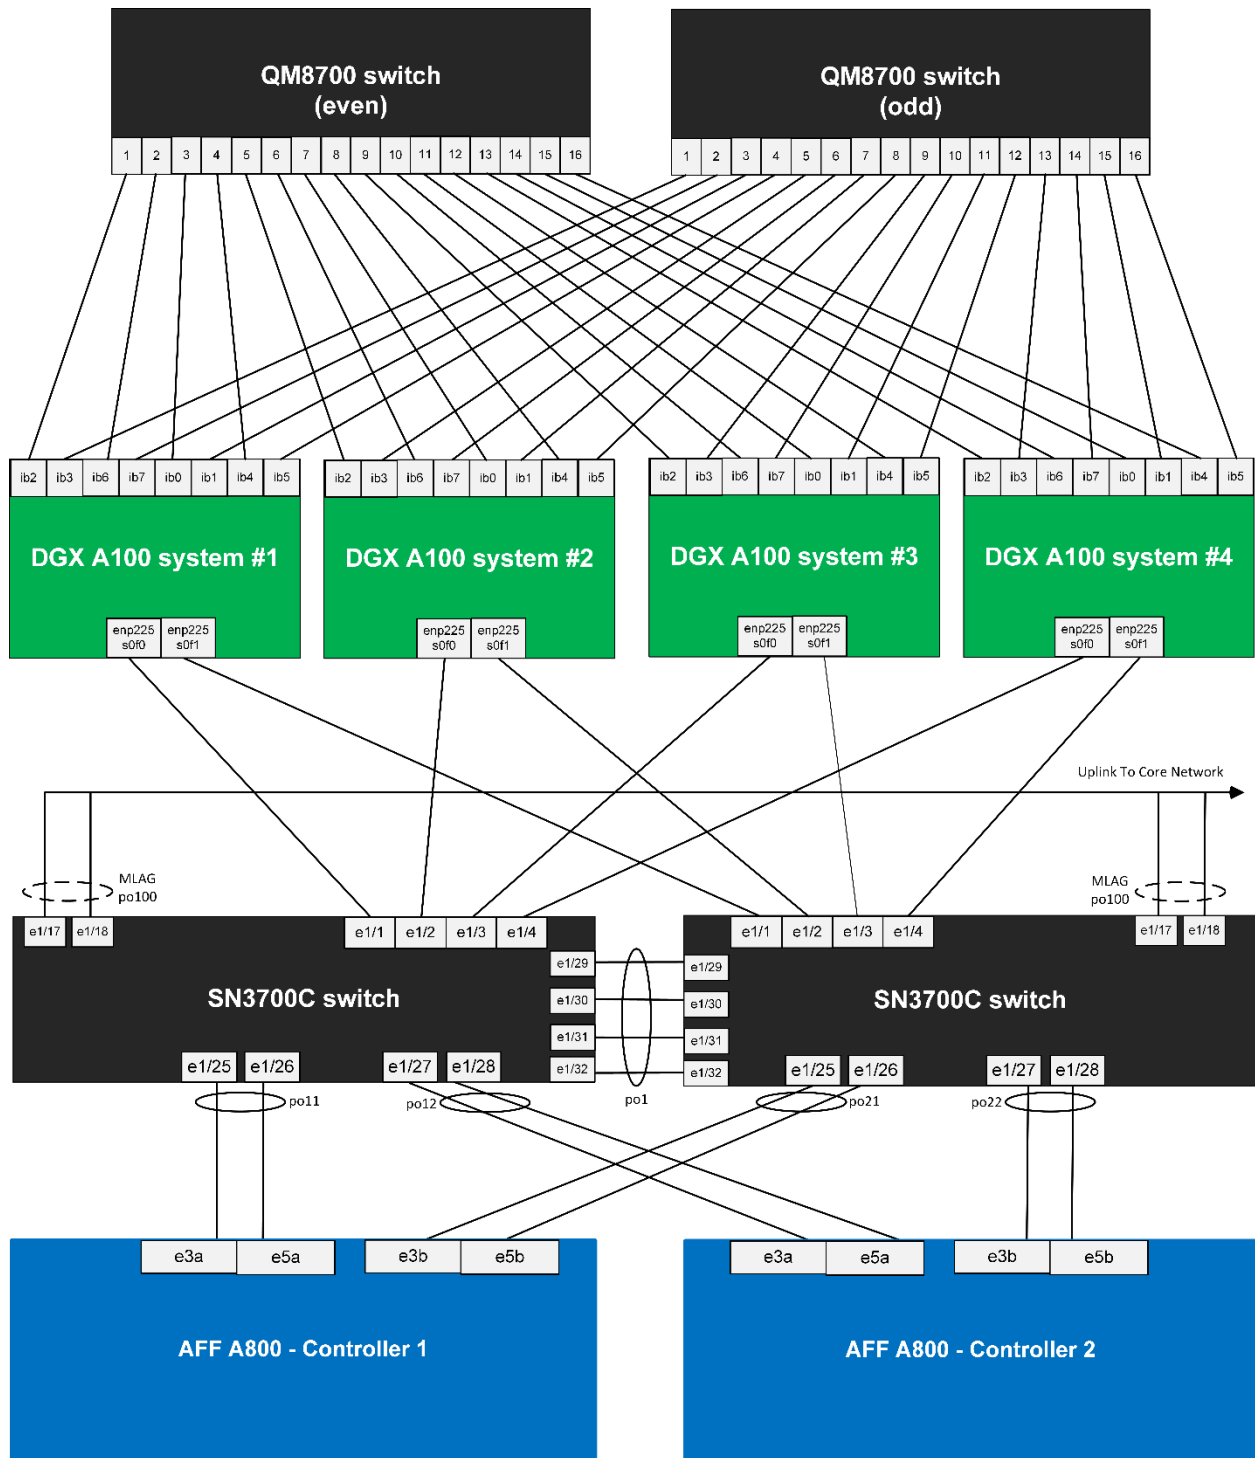 QM8700 switch
(even)
QM8700 switch
(odd)
1 2 3 4 5 6 7 8 9 10 11 12 13 14 15 16
1 2 3 4 5 6 7 8 9 10 11 12 13 14 15 16
ib2 ib3 ib6 ib7 ib0 ib1 ib4 ib5
ib2 ib3 ib6 ib7 ib0 ib1 ib4 ib5
ib2 ib3 ib6 ib7 ib0 ib1 ib4 ib5
ib2 ib3 ib6 ib7 ib0 ib1 ib4 ib5
DGX A100 system #1
DGX A100 system #2
DGX A100 system #3
DGX A100 system #4
enp225
s0f0
enp225
s0f1
enp225
s0f0
enp225
s0f1
enp225
s0f0
enp225
s0f1
enp225
s0f0
enp225
s0f1
Uplink To Core Network
MLAG
po100
MLAG
po100
e1/17 e1/18
e1/1 e1/2 e1/3 e1/4
e1/1 e1/2 e1/3 e1/4
e1/17 e1/18
e1/29
e1/30
e1/31
e1/32
e1/29
e1/30
e1/31
e1/32
SN3700C switch
SN3700C switch
e1/25 e1/26
e1/27 e1/28
e1/25 e1/26
e1/27 e1/28
po11
po12
po1
po21
po22
e3a e5a
e3b e5b
e3a e5a
e3b e5b
AFF A800 - Controller 1
AFF A800 - Controller 2